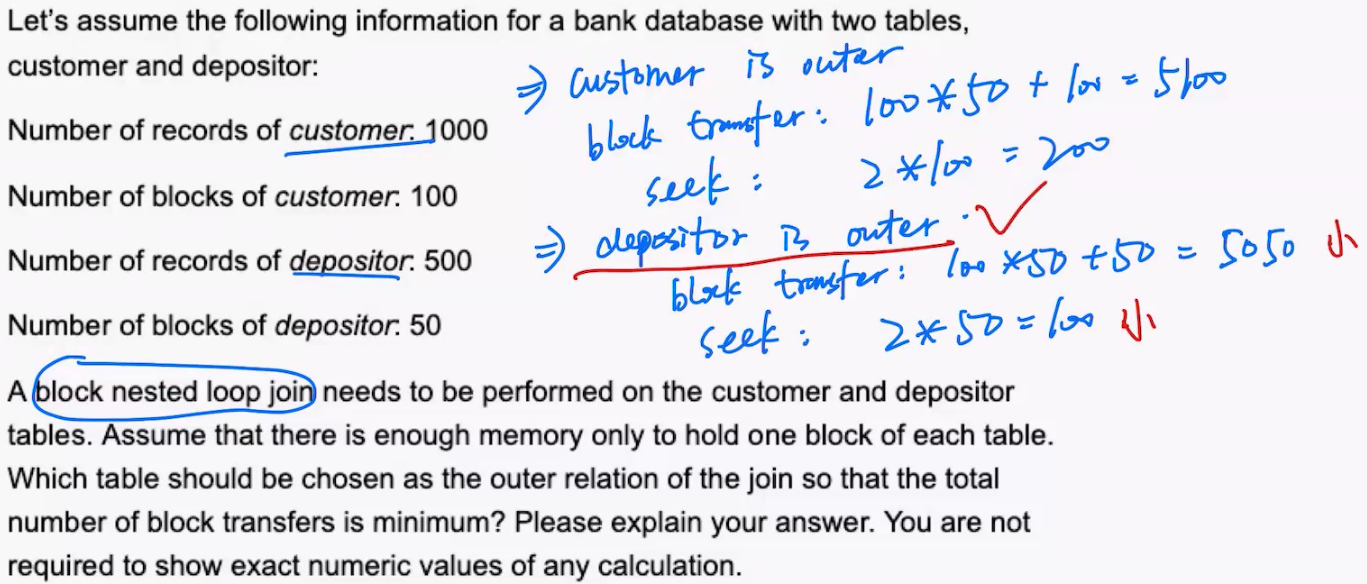 Let's assume the following information for a bank database with two tables,
customer and depositor:
⇒ customer is outer
Number of records of customer: 1000
block transfer: 100*50 + 100 = 5100
Number of blocks of customer: 100
seek: 2*100 = 200
Number of records of depositor: 500
⇒ depositor is outer. ✓
block transfer: 100*50+50 = 5050 小
Number of blocks of depositor: 50
seek: 2*50=100 小
A block nested loop join needs to be performed on the customer and depositor
tables. Assume that there is enough memory only to hold one block of each table.
Which table should be chosen as the outer relation of the join so that the total
number of block transfers is minimum? Please explain your answer. You are not
required to show exact numeric values of any calculation.